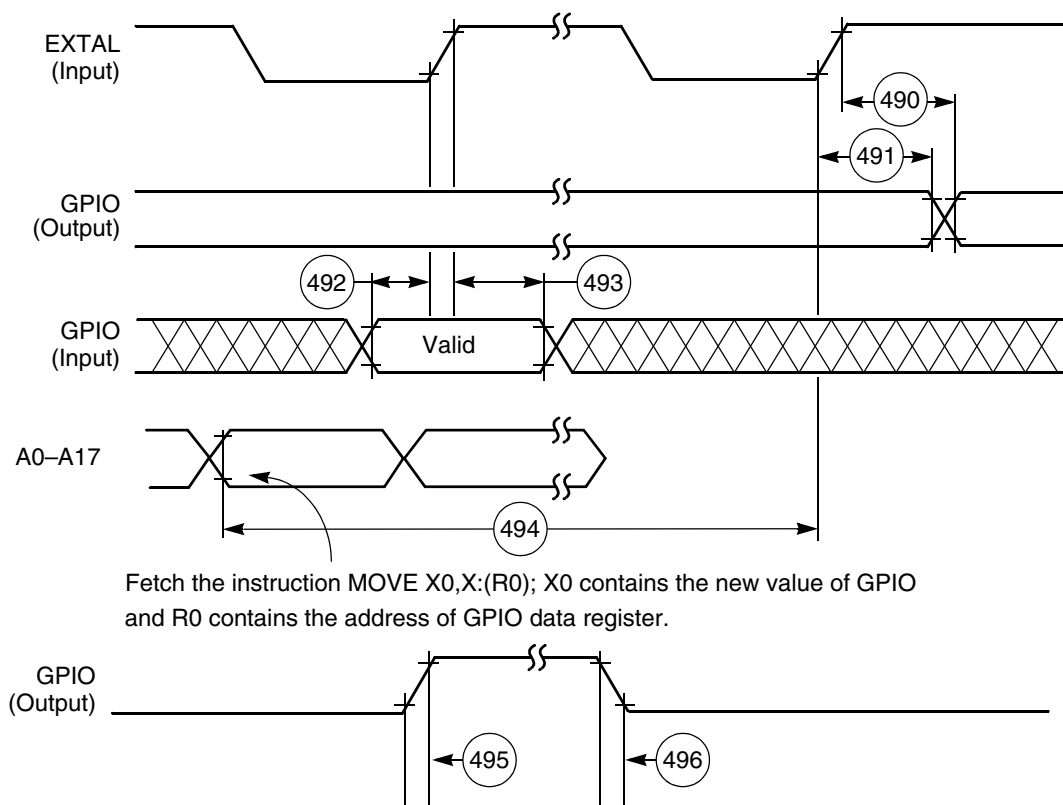 EXTAL
(Input)
490
491
GPIO
(Output)
492
493
GPIO
(Input)
Valid
A0–A17
494
Fetch the instruction MOVE X0,X:(R0); X0 contains the new value of GPIO
and R0 contains the address of GPIO data register.
GPIO
(Output)
495
496